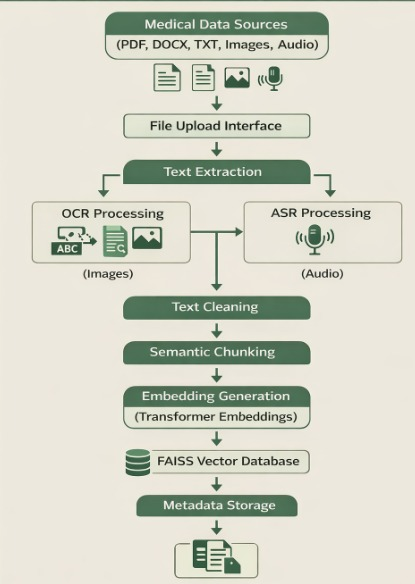 Medical Data Sources
(PDF, DOCX, TXT, Images, Audio)
File Upload Interface
Text Extraction
OCR Processing
ABC
(Images)
ASR Processing
(Audio)
Text Cleaning
Semantic Chunking
Embedding Generation
(Transformer Embeddings)
FAISS Vector Database
Metadata Storage